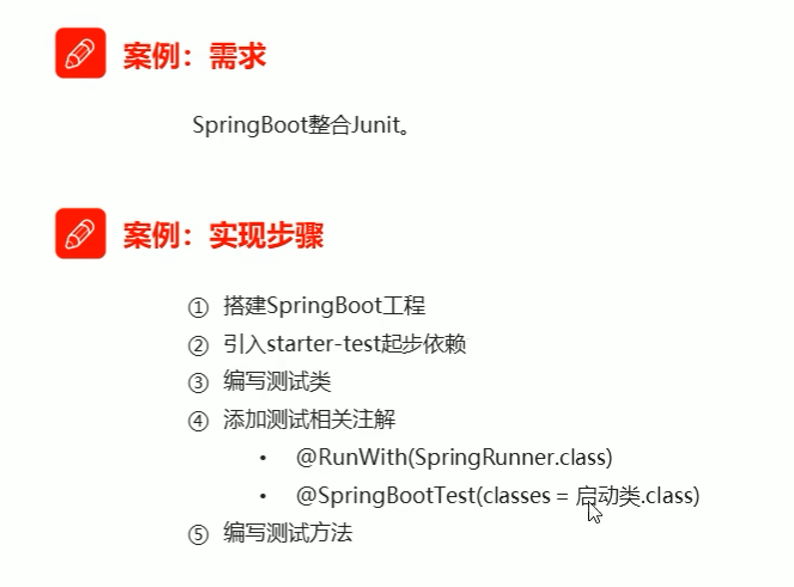 案例：需求
SpringBoot整合Junit。
案例：实现步骤
① 搭建SpringBoot工程
② 引入starter-test起步依赖
③ 编写测试类
④ 添加测试相关注解
• @RunWith(SpringRunner.class)
• @SpringBootTest(classes = 启动类.class)
⑤ 编写测试方法